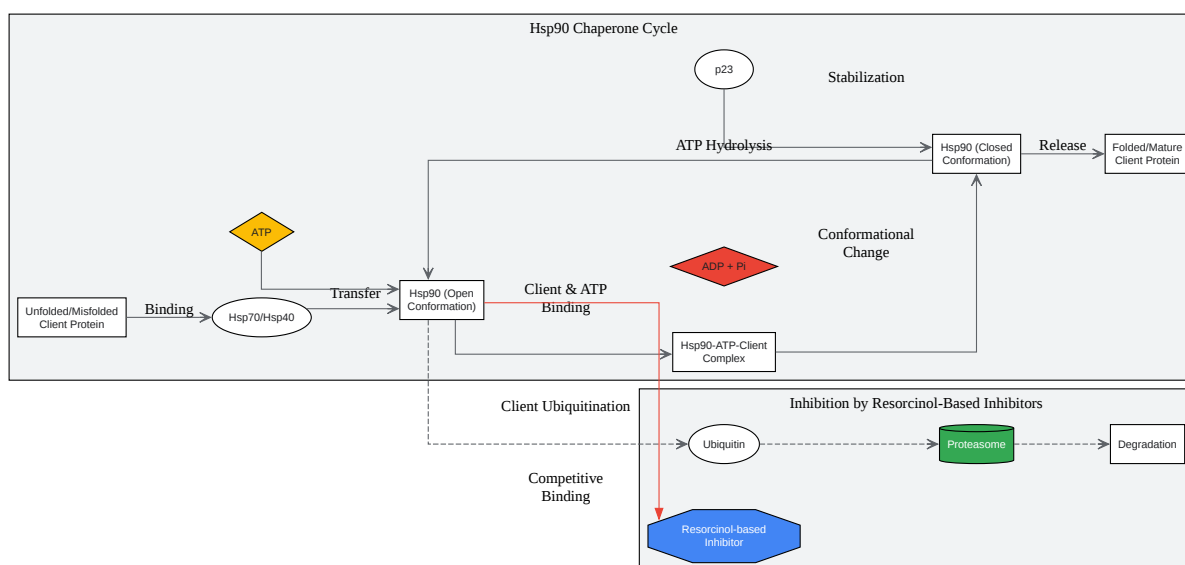 Hsp90 Chaperone Cycle
p23
Stabilization
ATP Hydrolysis
Hsp90 (Closed
Conformation)
Release
Folded/Mature
Client Protein
ATP
Conformational
Change
ADP + Pi
Unfolded/Misfolded
Client Protein
Binding
Hsp70/Hsp40
Transfer
Hsp90 (Open
Conformation)
Client & ATP
Binding
Hsp90-ATP-Client
Complex
Client Ubiquitination
Inhibition by Resorcinol-Based Inhibitors
Ubiquitin
Proteasome
Degradation
Competitive
Binding
Resorcinol-based
Inhibitor